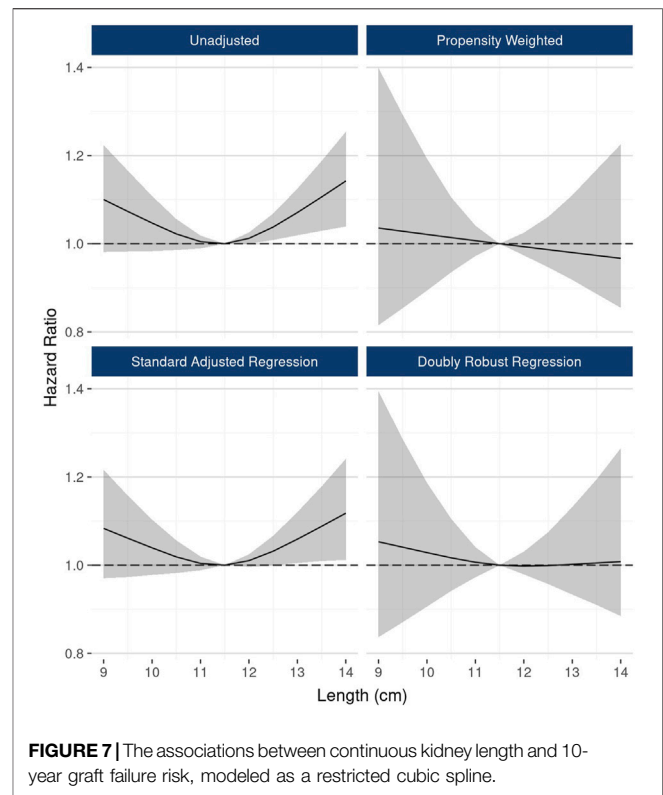 Unadjusted
Propensity Weighted
1.4
1.2
1.0
0.8
Standard Adjusted Regression
Doubly Robust Regression
1.4
1.2
1.0
0.8
Hazard Ratio
9 10 11 12 13 14 9 10 11 12 13 14
Length (cm)
FIGURE 7 | The associations between continuous kidney length and 10-
year graft failure risk, modeled as a restricted cubic spline.